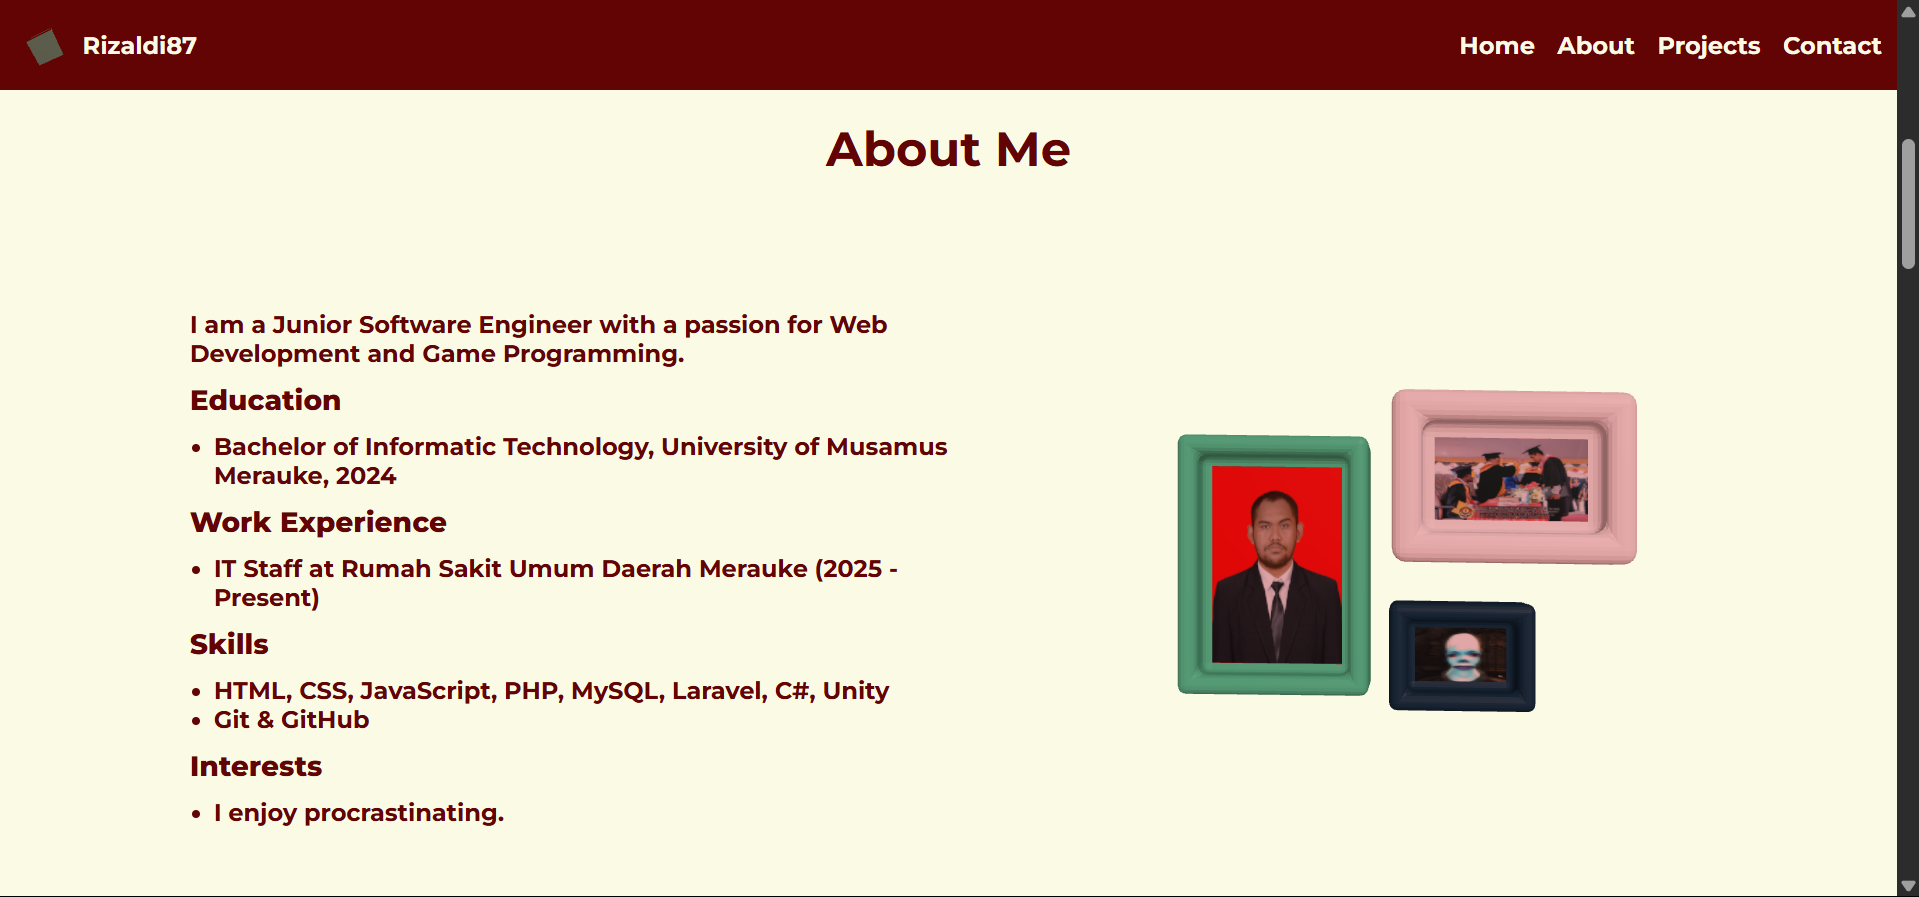 Rizaldi87
Home About Projects Contact
About Me
I am a Junior Software Engineer with a passion for Web
Development and Game Programming.
Education
• Bachelor of Informatic Technology, University of Musamus
Merauke, 2024
Work Experience
• IT Staff at Rumah Sakit Umum Daerah Merauke (2025 -
Present)
Skills
• HTML, CSS, JavaScript, PHP, MySQL, Laravel, C#, Unity
• Git & GitHub
Interests
• I enjoy procrastinating.